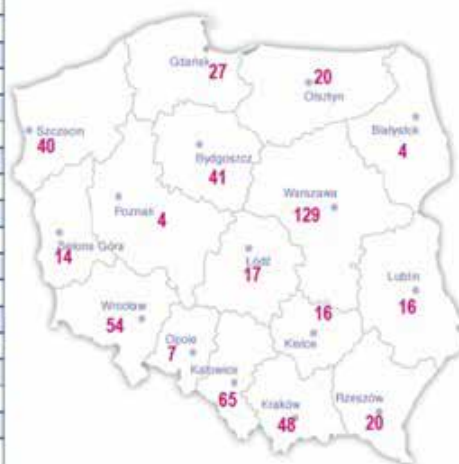 Gdańsk
27
20
Olsztyn
Szczecin
40
Białystok
4
Bydgoszcz
41
Poznań 4
Warszawa
129
Zielona Góra
14
Łódź
17
Lublin
16
Wrocław
54
16
Kielce
Opole
7
Katowice
65
Kraków
48
Rzeszów
20